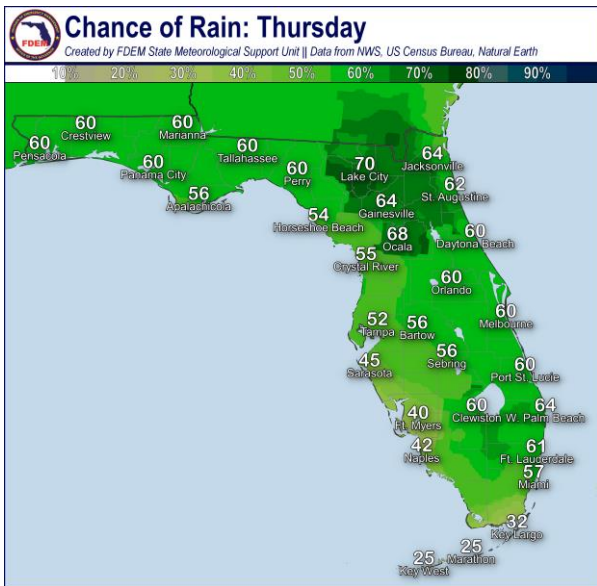 Chance of Rain: Thursday
Created by FDEM State Meteorological Support Unit || Data from NWS, US Census Bureau, Natural Earth
FDEM
10% 20% 30% 40% 50% 60% 70% 80% 90%
60
Crestview
60
Marianna
60
Pensacola
60
Tallahassee
60
Panama City
60
Perry
70
Lake City
64
Jacksonville
56
Apalachicola
62
St. Augustine
64
Gainesville
54
Horseshoe Beach
68
Ocala
60
Daytona Beach
55
Crystal River
60
Orlando
60
Melbourne
52
Tampa
56
Bartow
45
Sarasota
56
Sebring
60
Port St. Lucie
40
Ft. Myers
60
Clewiston
64
W. Palm Beach
42
Naples
61
Ft. Lauderdale
57
Miami
32
Key Largo
25
Marathon
25
Key West